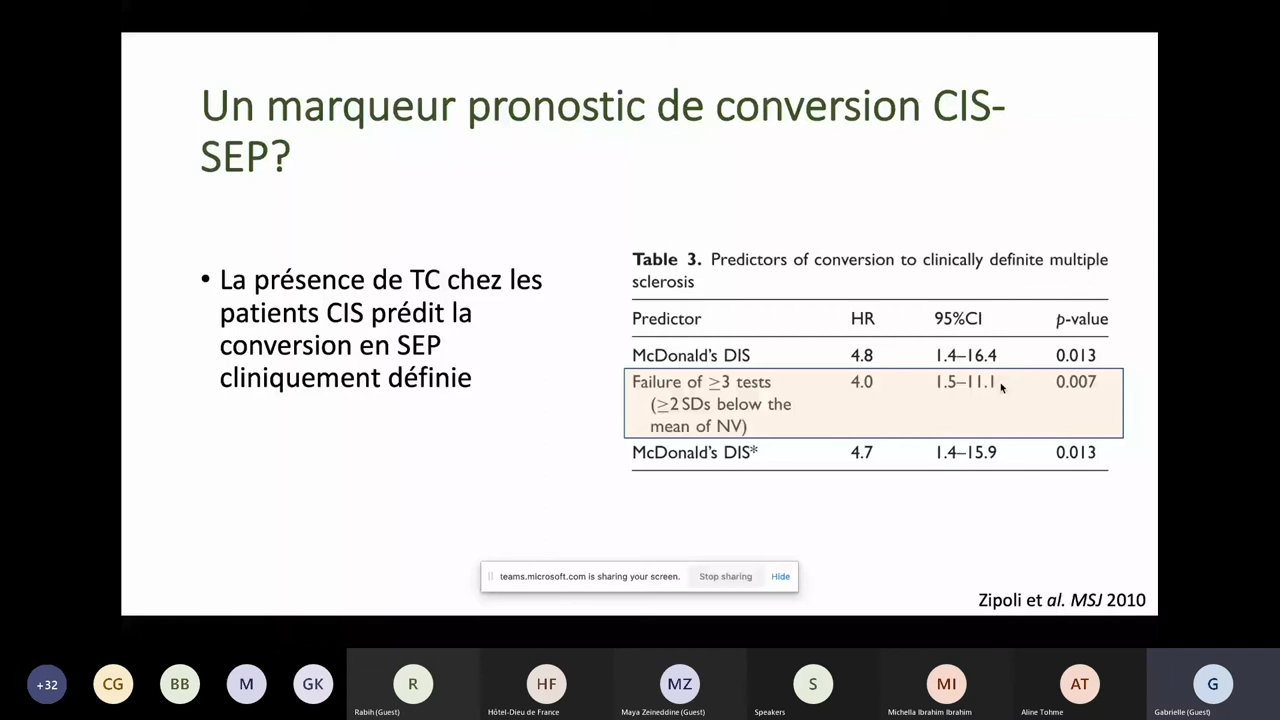 Un marqueur pronostic de conversion CIS-
SEP?
• La présence de TC chez les
patients CIS prédit la
conversion en SEP
cliniquement définie
Table 3. Predictors of conversion to clinically definite multiple
sclerosis
Predictor HR 95%CI p-value
McDonald's DIS 4.8 1.4–16.4 0.013
Failure of ≥3 tests 4.0 1.5–11.1 0.007
(≥2 SDs below the
mean of NV)
McDonald's DIS* 4.7 1.4–15.9 0.013
teams.microsoft.com is sharing your screen. Stop sharing Hide
Zipoli et al. MSJ 2010
+32 CG BB M GK R HF MZ S MI AT G
Rabih (Guest) Hôtel-Dieu de France Maya Zeineddine (Guest) Speakers Michella Ibrahim Ibrahim Aline Tohme Gabrielle (Guest)